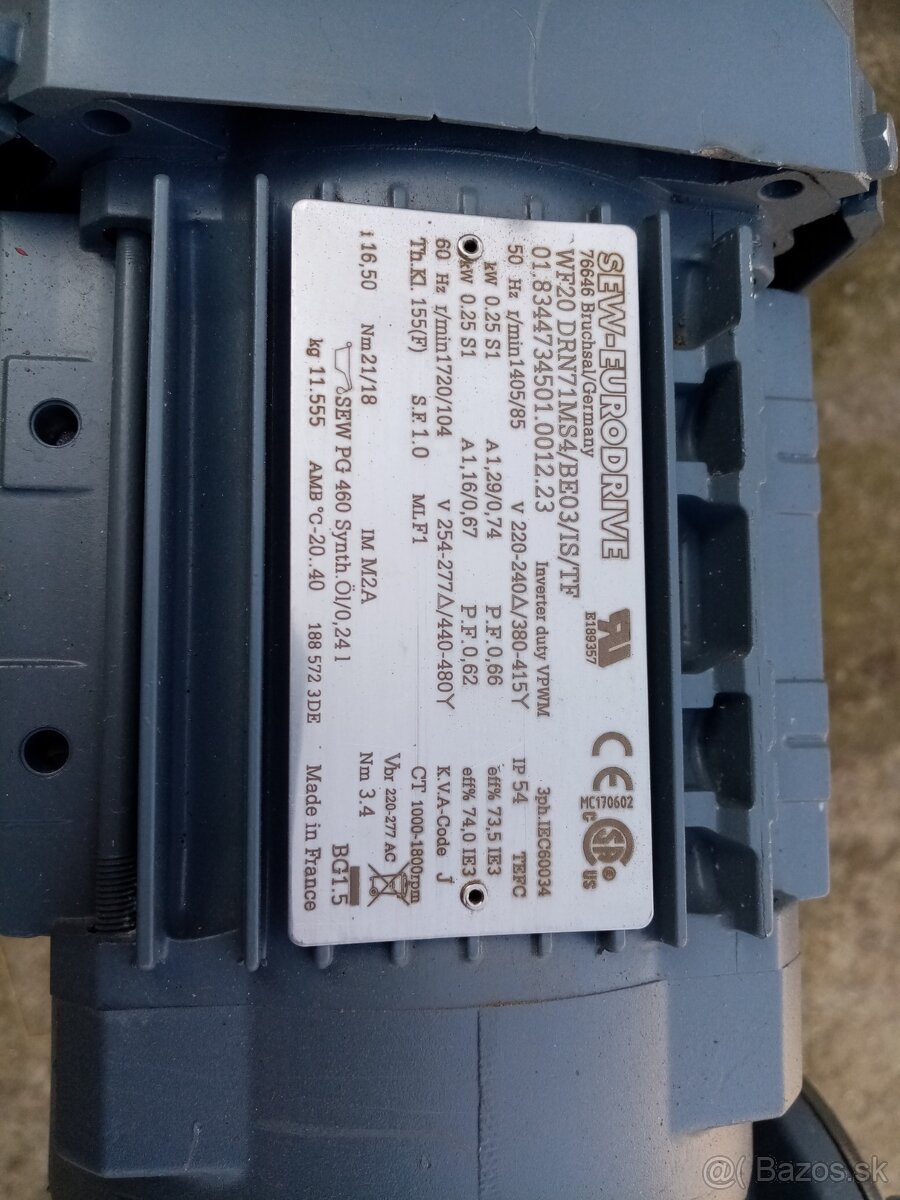 SEW-EURODRIVE
76646 Bruchsal/Germany
E189357
CE
MC170602
C US ®
WF20 DRN71MS4/BE03/IS/TF
01.8344734501.0012.23 Inverter duty VPWM 3ph.IEC60034
50 Hz r/min1405/85 V 220-240Δ/380-415Y IP 54 TEFC
kW 0.25 S1 A 1,29/0,74 P.F.0,66 eff% 73,5 IE3
kW 0.25 S1 A 1,16/0,67 P.F.0,62 eff% 74,0 IE3
60 Hz r/min1720/104 V 254-277Δ/440-480Y K.V.A-Code J
Th.Kl. 155(F) S.F.1.0 MLF1 CT 1000-1800rpm
Vbr 220-277 AC
i 16,50 Nm21/18 IM M2A Nm 3.4
SEW PG 460 Synth.Öl/0,24 l BG1.5
kg 11.555 AMB °C-20..40 188 572 3DE Made in France
@( Bazos.sk